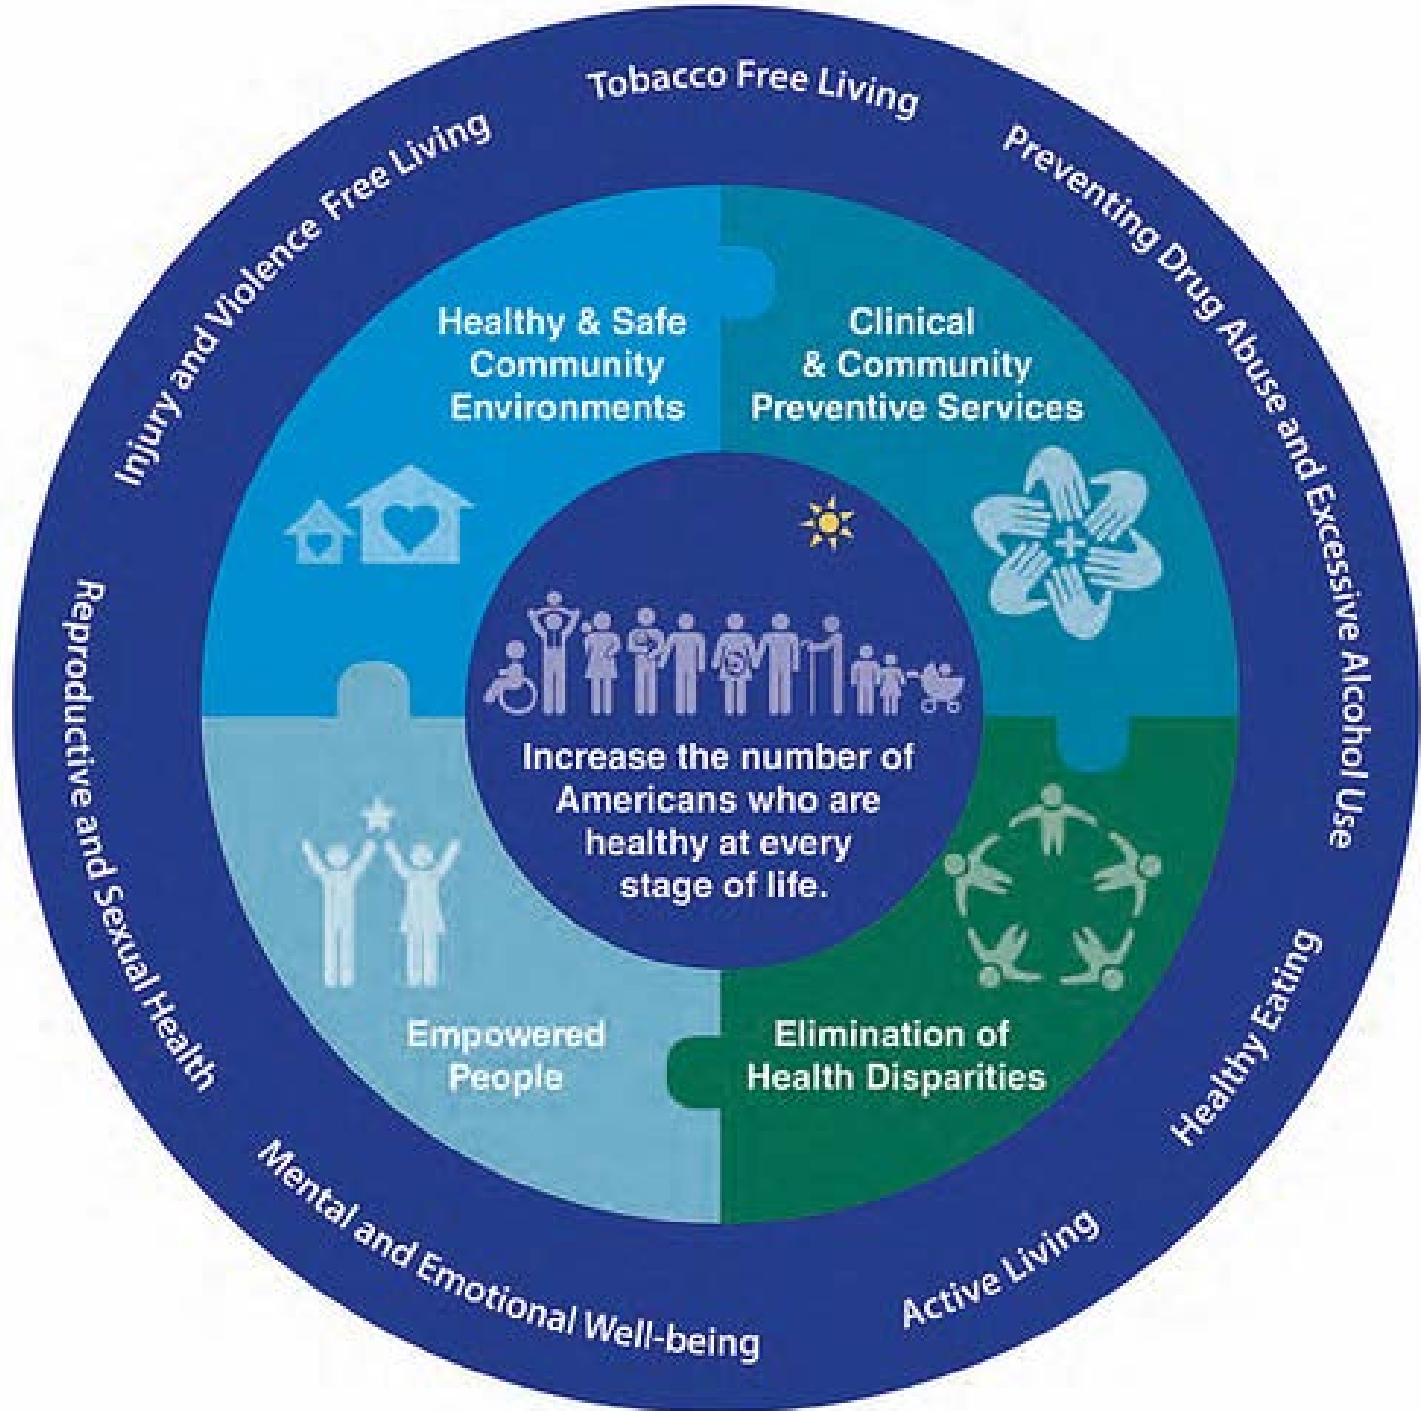 Tobacco Free Living
Preventing Drug Abuse and Excessive Alcohol Use
Healthy Eating
Active Living
Mental and Emotional Well-being
Reproductive and Sexual Health
Injury and Violence Free Living
Healthy & Safe
Community
Environments
Clinical
& Community
Preventive Services
Increase the number of
Americans who are
healthy at every
stage of life.
Empowered
People
Elimination of
Health Disparities